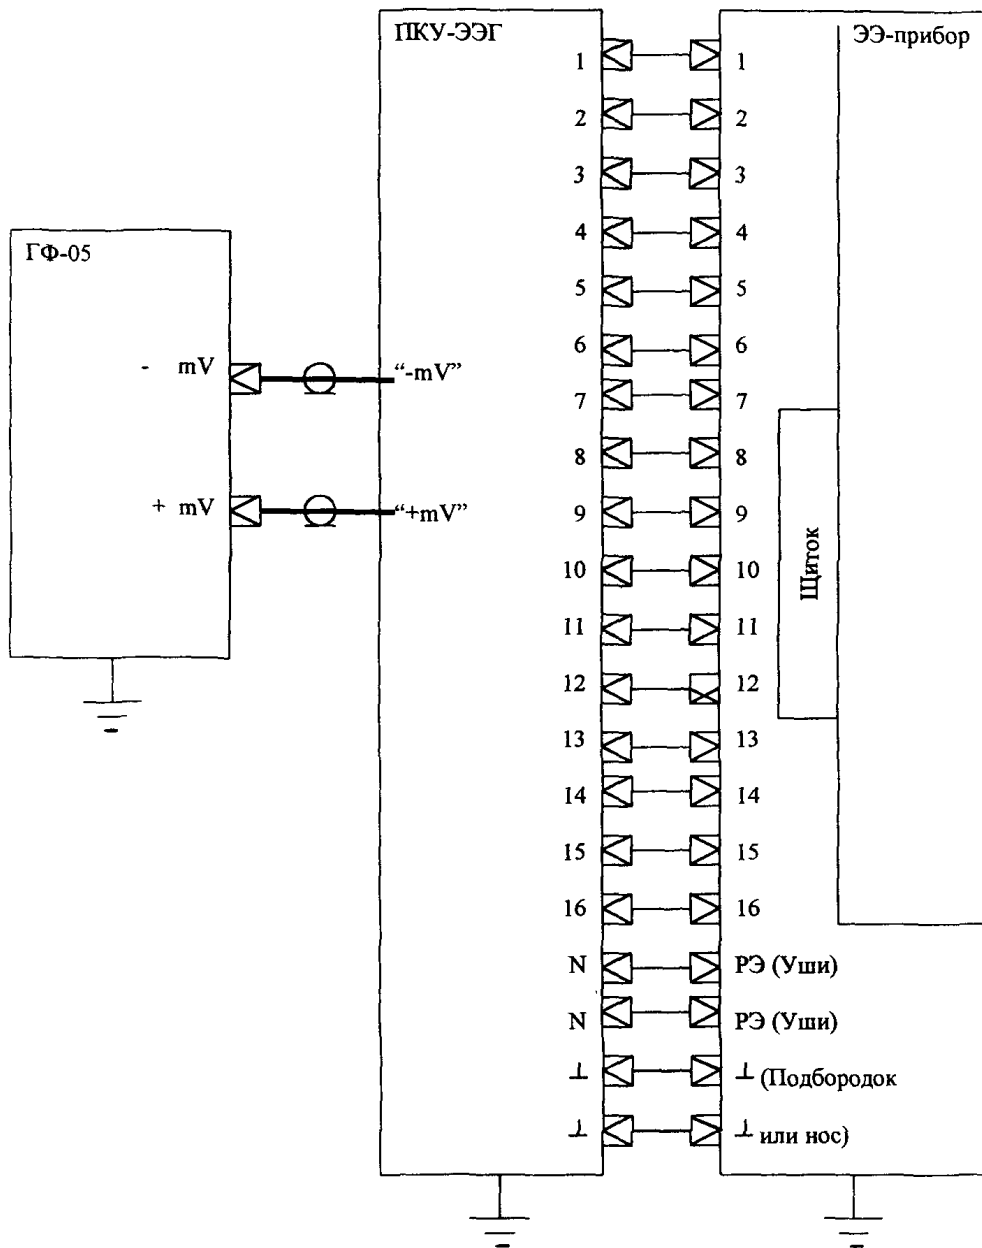 ПКУ-ЭЭГ
ЭЭ-прибор
1 1
2 2
3 3
ГФ-05
4 4
5 5
6 6
- mV “-mV”
7 7
8 8
+ mV “+mV”
9 9
10 10
Щиток
11 11
12 12
13 13
14 14
15 15
16 16
N РЭ (Уши)
N РЭ (Уши)
⊥ ⊥ (Подбородок
⊥ ⊥ или нос)